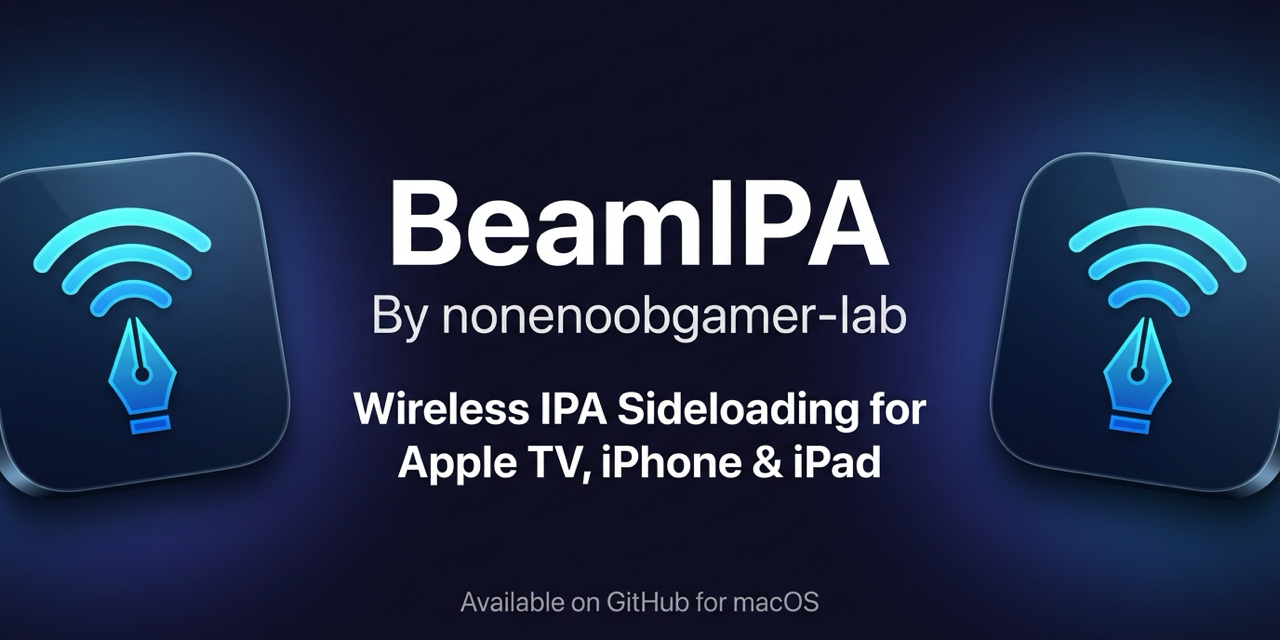 BeamIPA
By nonenoobgamer-lab
Wireless IPA Sideloading for
Apple TV, iPhone & iPad
Available on GitHub for macOS